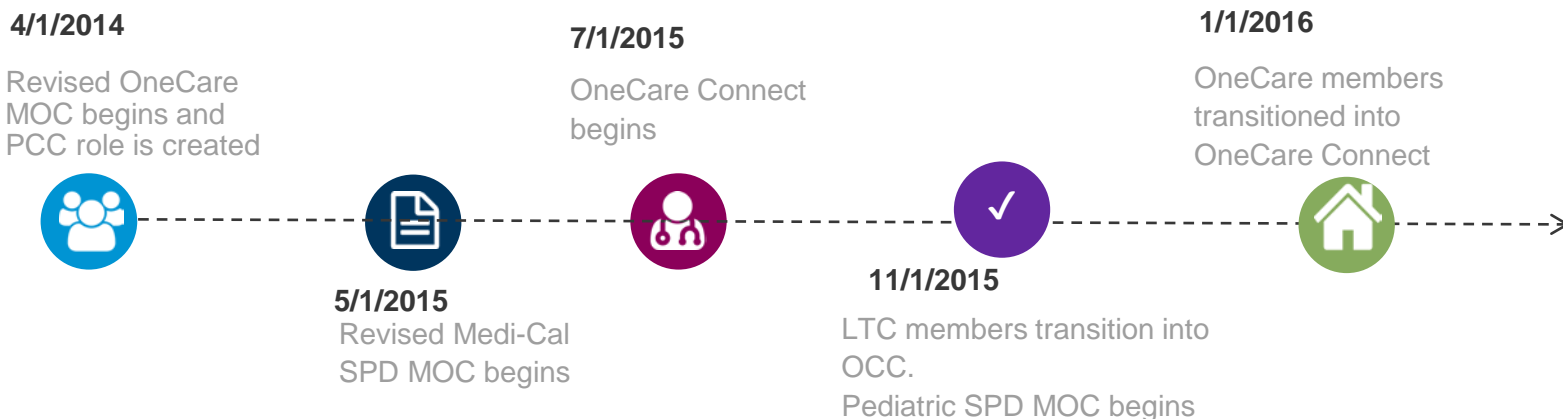 4/1/2014
Revised OneCare
MOC begins and
PCC role is created
5/1/2015
Revised Medi-Cal
SPD MOC begins
7/1/2015
OneCare Connect
begins
11/1/2015
LTC members transition into
OCC.
Pediatric SPD MOC begins
1/1/2016
OneCare members
transitioned into
OneCare Connect